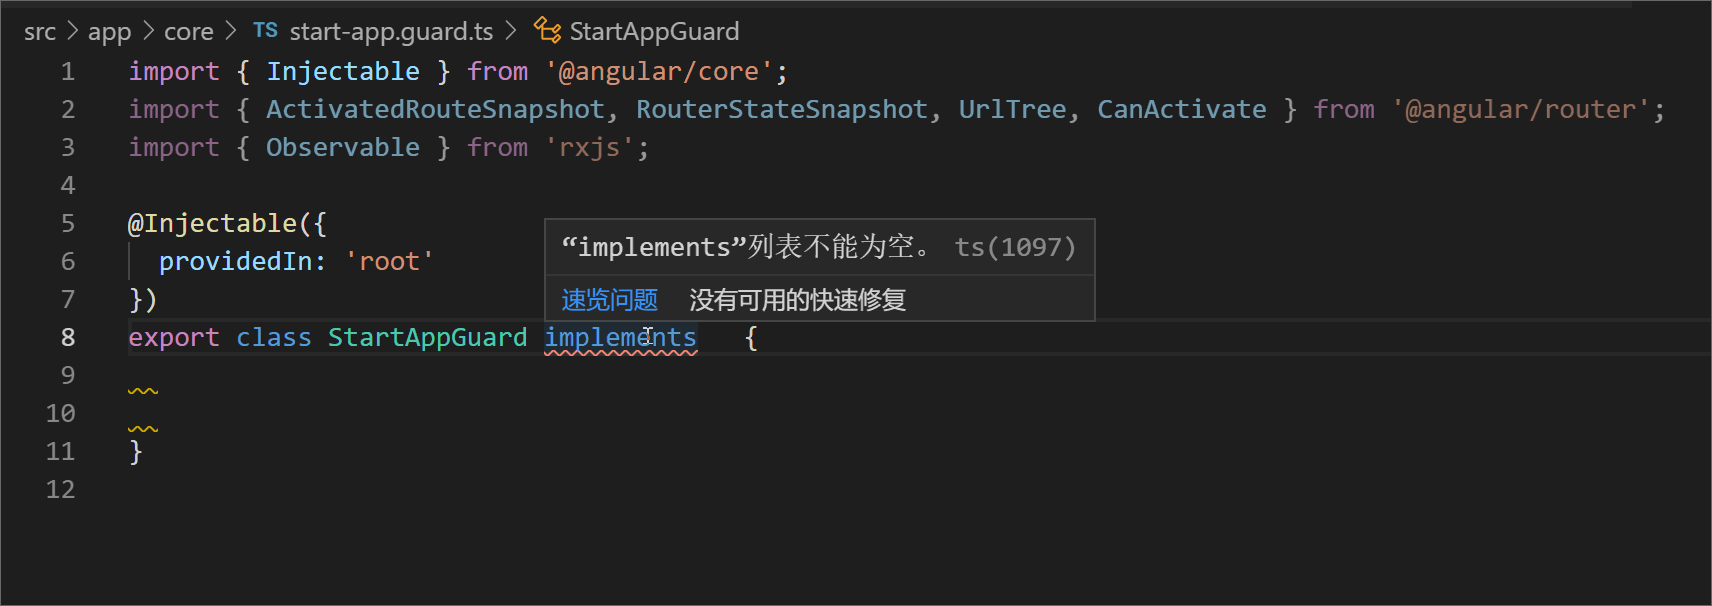 src > app > core > TS start-app.guard.ts > StartAppGuard
1 import { Injectable } from '@angular/core';
2 import { ActivatedRouteSnapshot, RouterStateSnapshot, UrlTree, CanActivate } from '@angular/router';
3 import { Observable } from 'rxjs';
4
5 @Injectable({
6 providedIn: 'root'
“implements”列表不能为空。 ts(1097)
7 })
速览问题 没有可用的快速修复
8 export class StartAppGuard implements {
9
10
11 }
12